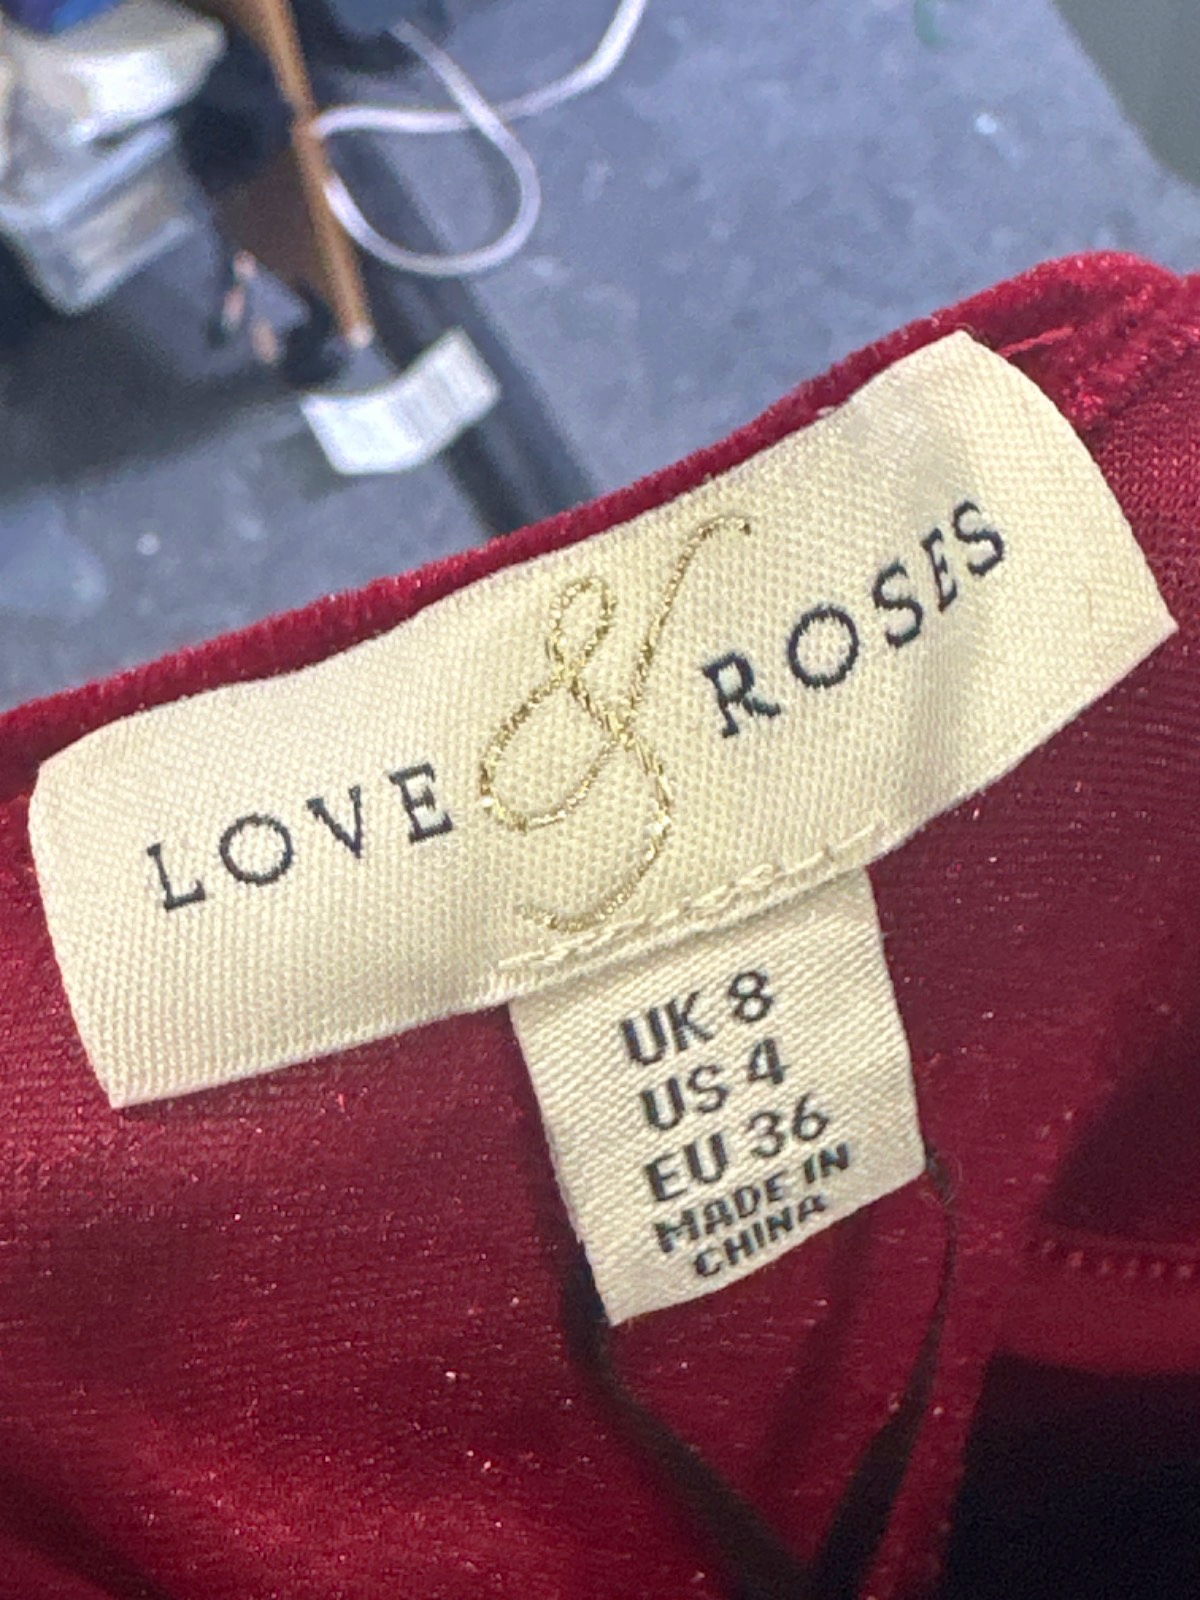 LOVE & ROSES
UK 8
US 4
EU 36
MADE IN
CHINA